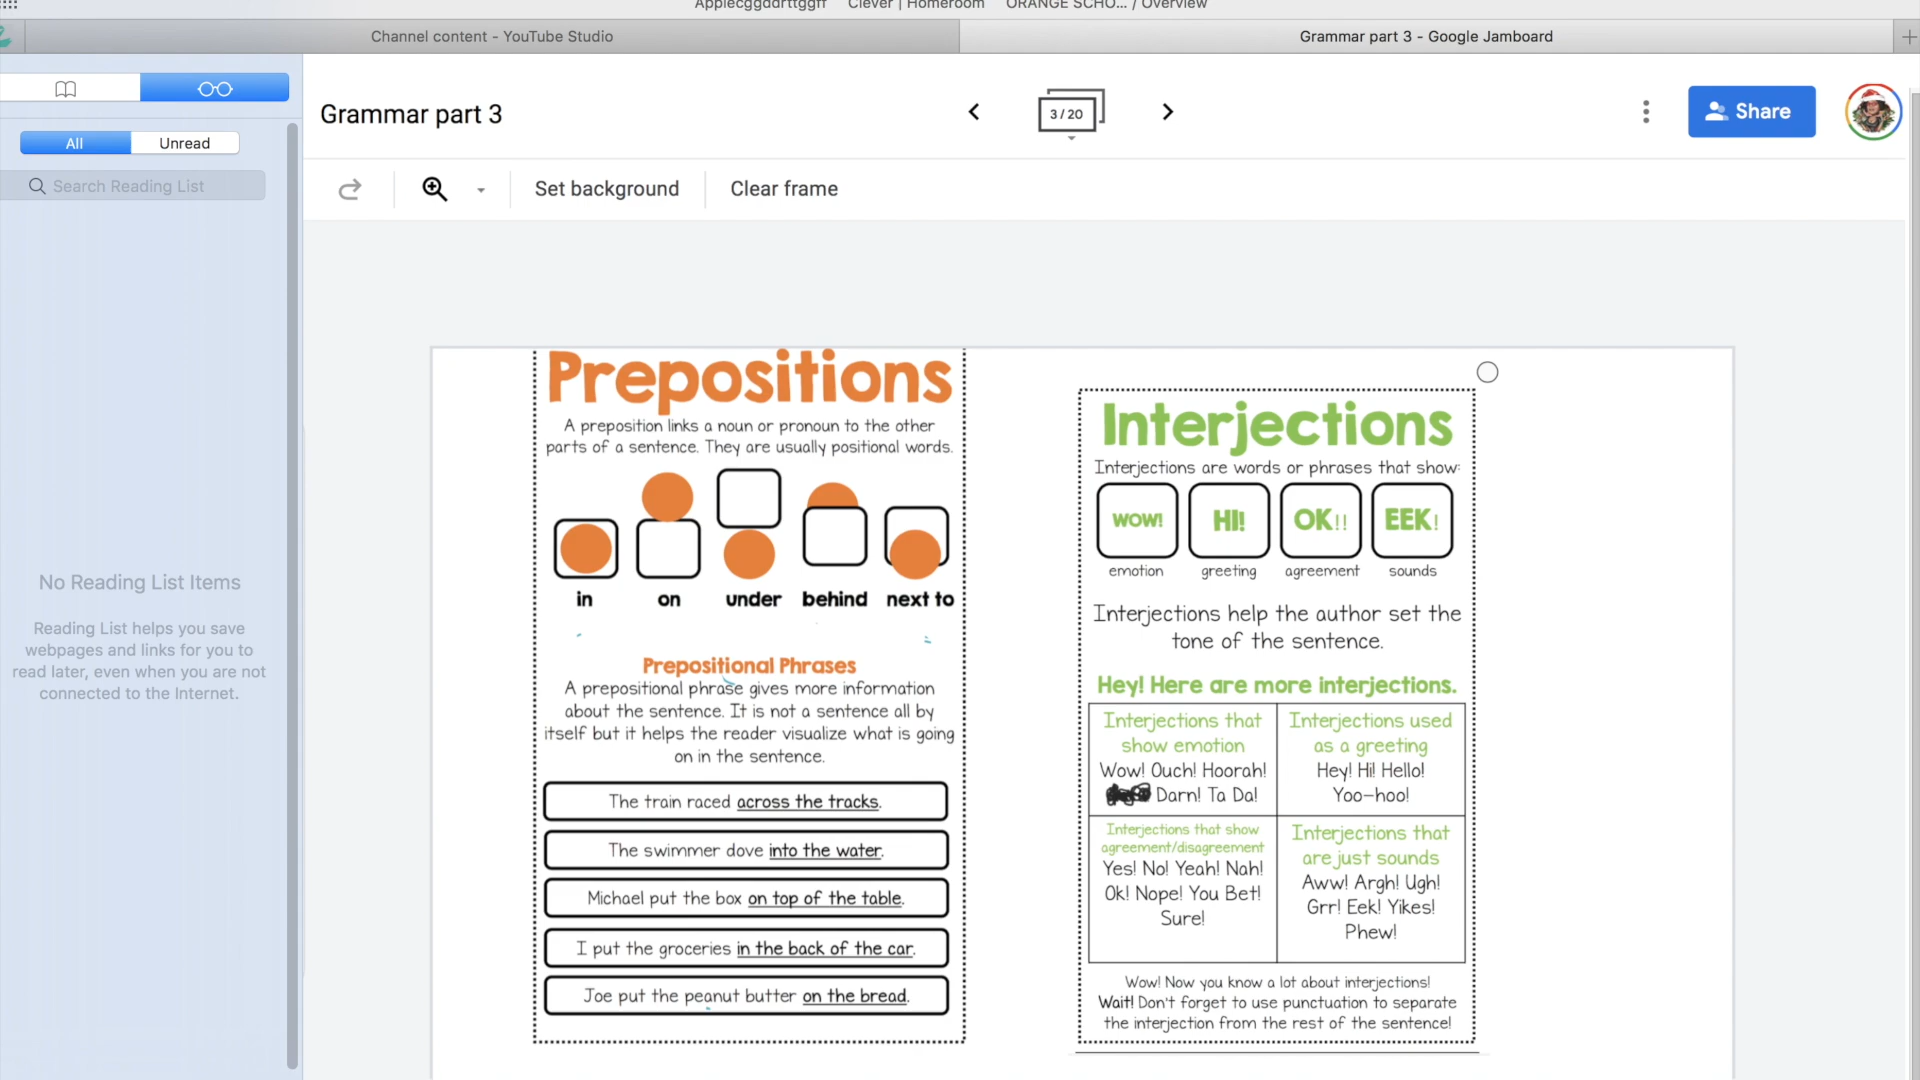 Applecggddrttggff Clever | Homeroom ORANGE SCHO... / Overview
Channel content - YouTube Studio
Grammar part 3 - Google Jamboard
All
Unread
Search Reading List
No Reading List Items
Reading List helps you save
webpages and links for you to
read later, even when you are not
connected to the Internet.
Grammar part 3
3 / 20
Share
Set background
Clear frame
Prepositions
A preposition links a noun or pronoun to the other
parts of a sentence. They are usually positional words.
in on under behind next to
Prepositional Phrases
A prepositional phrase gives more information
about the sentence. It is not a sentence all by
itself but it helps the reader visualize what is going
on in the sentence.
The train raced across the tracks.
The swimmer dove into the water.
Michael put the box on top of the table.
I put the groceries in the back of the car.
Joe put the peanut butter on the bread.
Interjections
Interjections are words or phrases that show:
WOW! HI! OK!! EEK!
emotion greeting agreement sounds
Interjections help the author set the
tone of the sentence.
Hey! Here are more interjections.
Interjections that
show emotion
Wow! Ouch! Hoorah!
Darn! Ta Da!
Interjections used
as a greeting
Hey! Hi! Hello!
Yoo-hoo!
Interjections that show
agreement/disagreement
Yes! No! Yeah! Nah!
Ok! Nope! You Bet!
Sure!
Interjections that
are just sounds
Aww! Argh! Ugh!
Grr! Eek! Yikes!
Phew!
Wow! Now you know a lot about interjections!
Wait! Don't forget to use punctuation to separate
the interjection from the rest of the sentence!